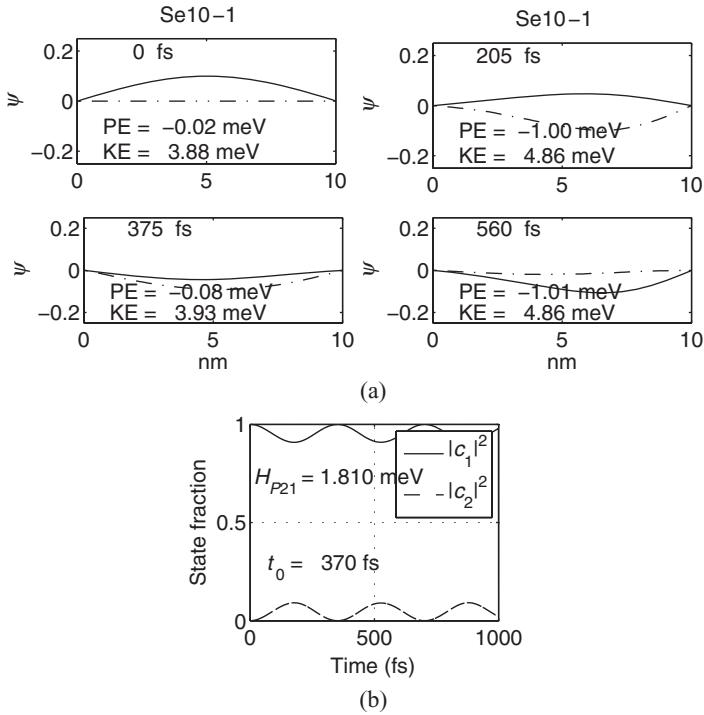 Se10−1
Se10−1
0.2
0
−0.2
ψ
0 fs
PE = −0.02 meV
KE = 3.88 meV
0 5 10
0.2
0
−0.2
ψ
205 fs
PE = −1.00 meV
KE = 4.86 meV
0 5 10
0.2
0
−0.2
ψ
375 fs
PE = −0.08 meV
KE = 3.93 meV
0 5 10
nm
0.2
0
−0.2
ψ
560 fs
PE = −1.01 meV
KE = 4.86 meV
0 5 10
nm
(a)
1
0.5
0
State fraction
H_P21 = 1.810 meV
|c_1|^2
|c_2|^2
t_0 = 370 fs
0 500 1000
Time (fs)
(b)